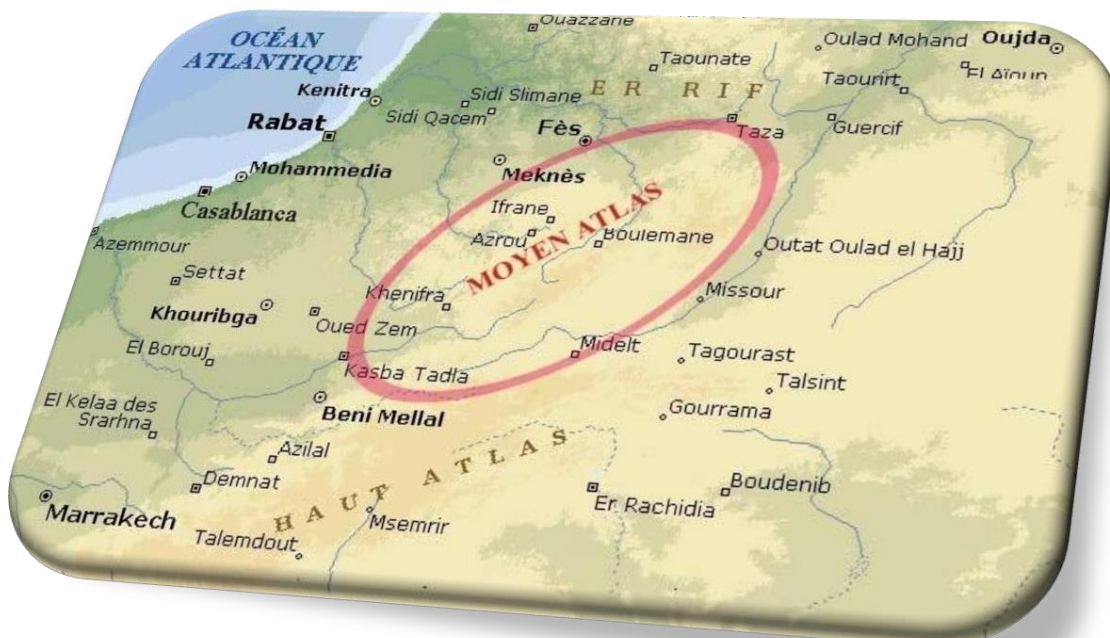 OCÉAN
ATLANTIQUE
Ouazzane
Oulad Mohand
Oujda
Taounate
El Aïoun
Taourirt
Kenitra
Sidi Slimane
ER RIF
Rabat
Sidi Qacem
Fès
Taza
Guercif
Mohammedia
Meknès
Casablanca
Ifrane
MOYEN ATLAS
Azrou
Boulemane
Azemmour
Outat Oulad el Hajj
Settat
Khenifra
Missour
Khouribga
Oued Zem
El Borouj
Midelt
Tagourast
Kasba Tadla
Talsint
El Kelaa des
Srarhna
Beni Mellal
Gourrama
Azilal
HAUT ATLAS
Demnat
Boudenib
Er Rachidia
Marrakech
Msemrir
Talemdout